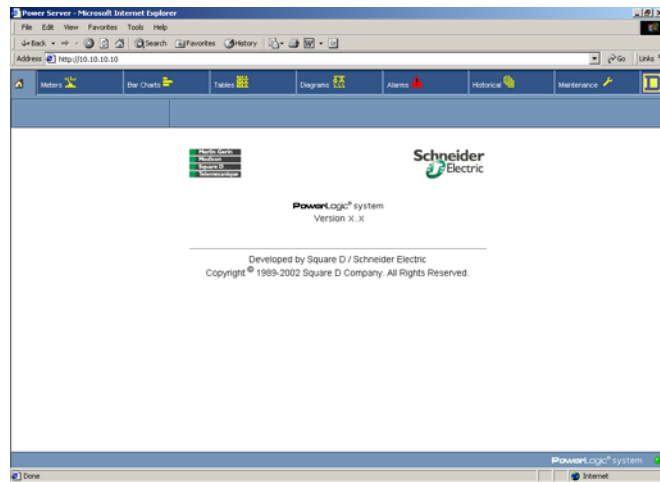 Power Server - Microsoft Internet Explorer
File Edit View Favorites Tools Help
Back Search Favorites History
Address http://10.10.10.10 Go Links
Meters Bar Charts Tables Diagrams Alarms Historical Maintenance
Merlin Gerin
Modicon
Square D
Telemecanique
Schneider
Electric
PowerLogic® system
Version x.x
Developed by Square D / Schneider Electric
Copyright © 1989-2002 Square D Company. All Rights Reserved.
PowerLogic® system
Done Internet